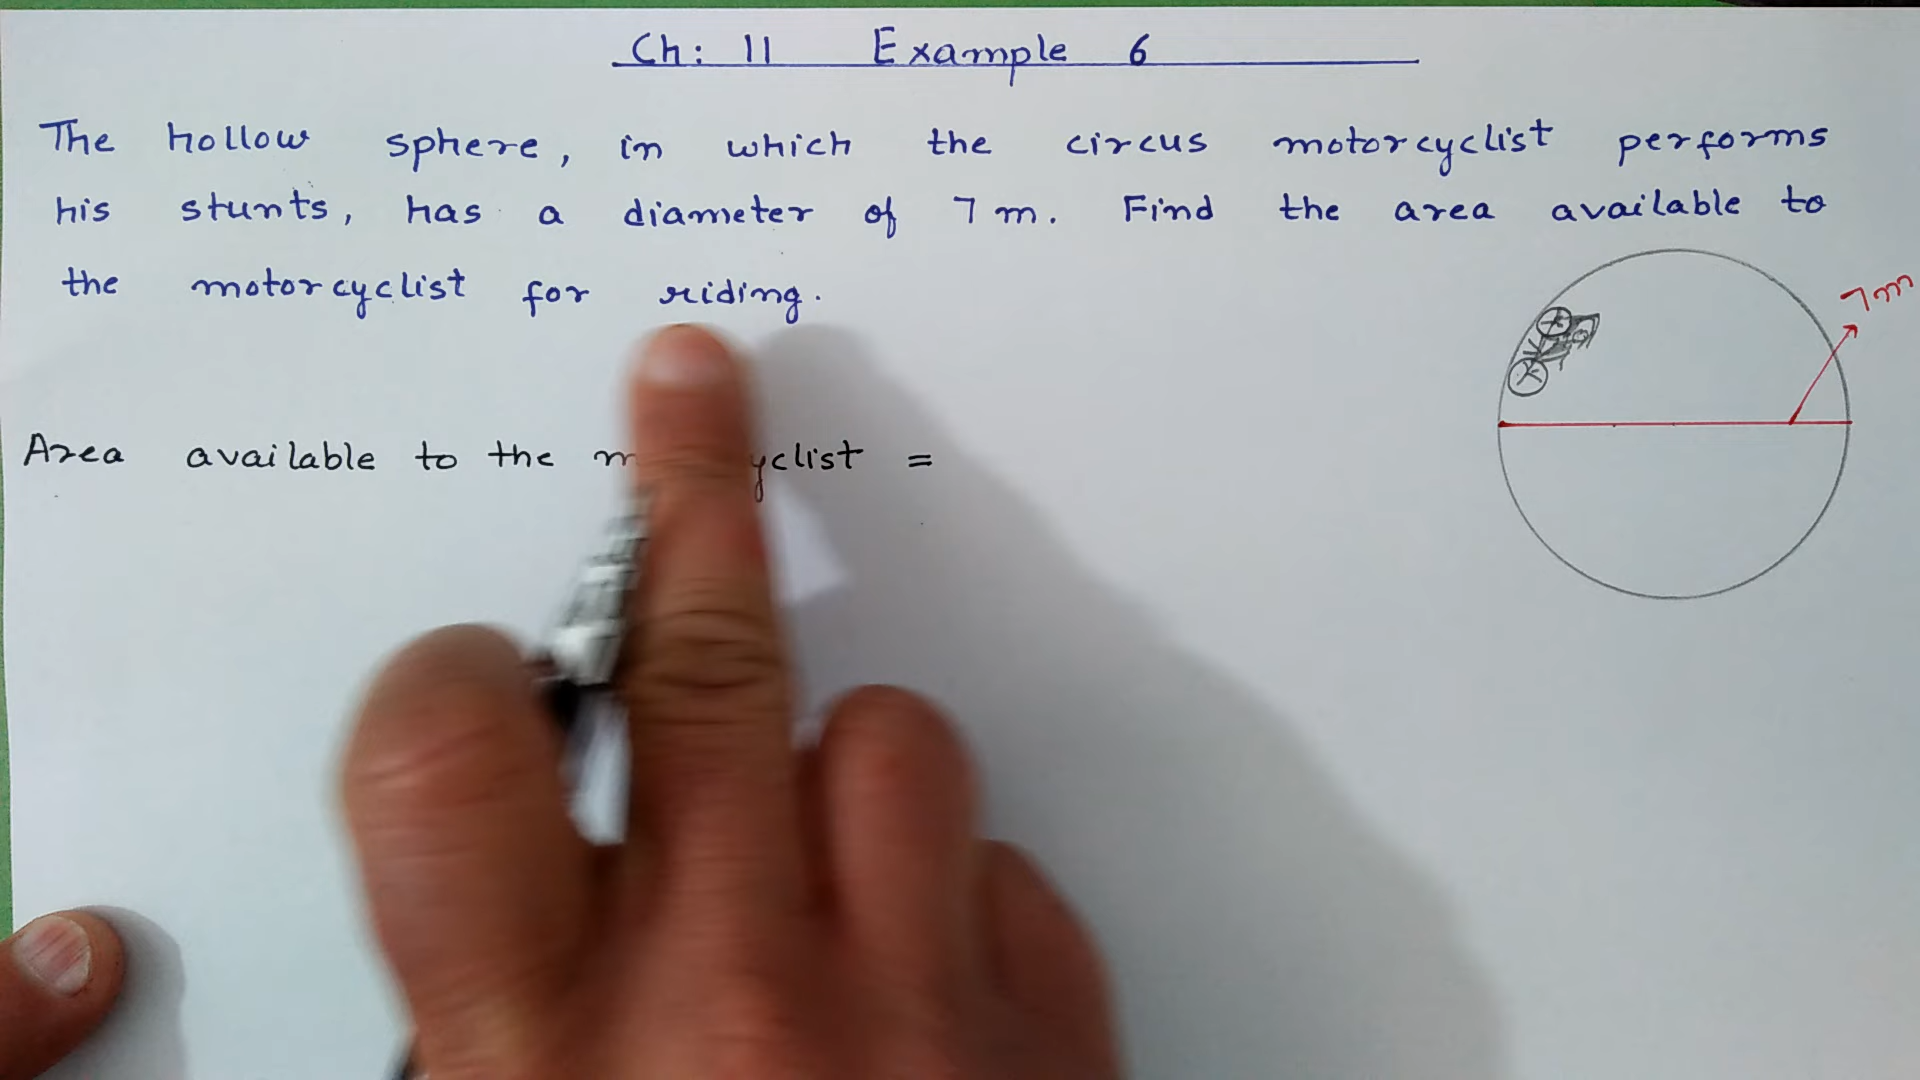 Ch: 11 Example 6
The hollow sphere, in which the circus motorcyclist performs
his stunts, has a diameter of 7 m. Find the area available to
the motorcyclist for riding.
7m
Area available to the =